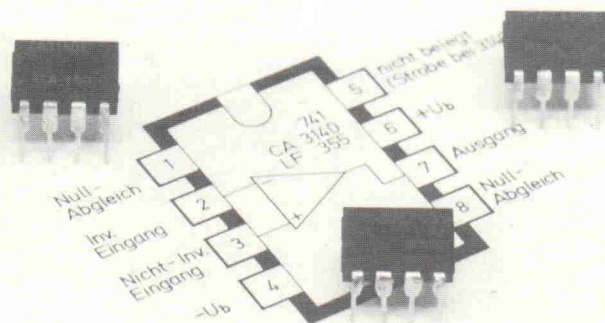 nicht belegt
(Strobe bei 314
5
+Ub
6
Ausgang
7
Null-
Abgleich
8
741
CA 3140
LF 355
1
Null-
Abgleich
2
Inv.
Eingang
3
Nicht-Inv.
Eingang
4
-Ub
+